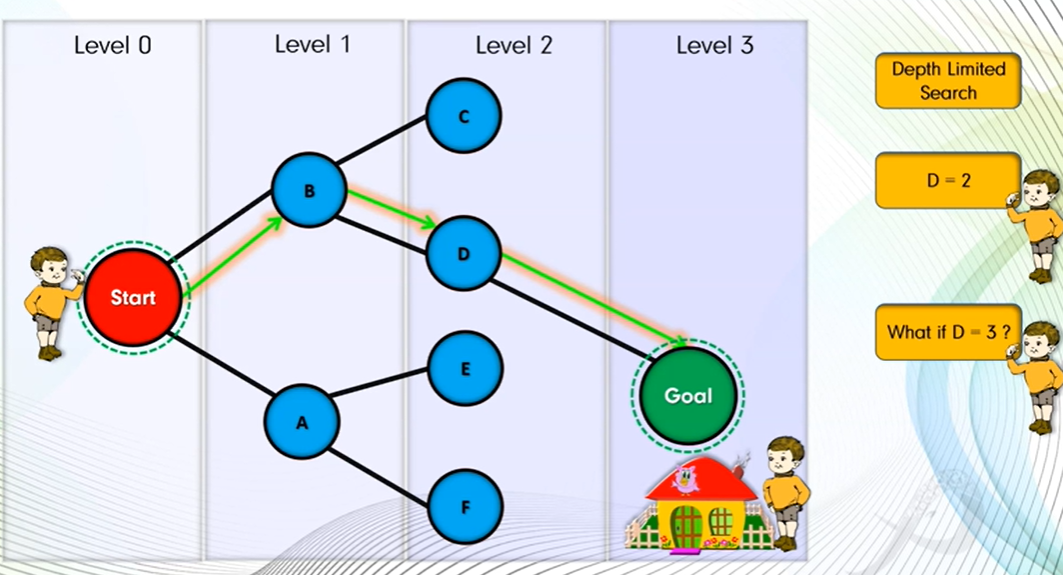 Level 0
Level 1
Level 2
Level 3
Depth Limited
Search
C
B
D = 2
D
Start
What if D = 3 ?
E
Goal
A
F